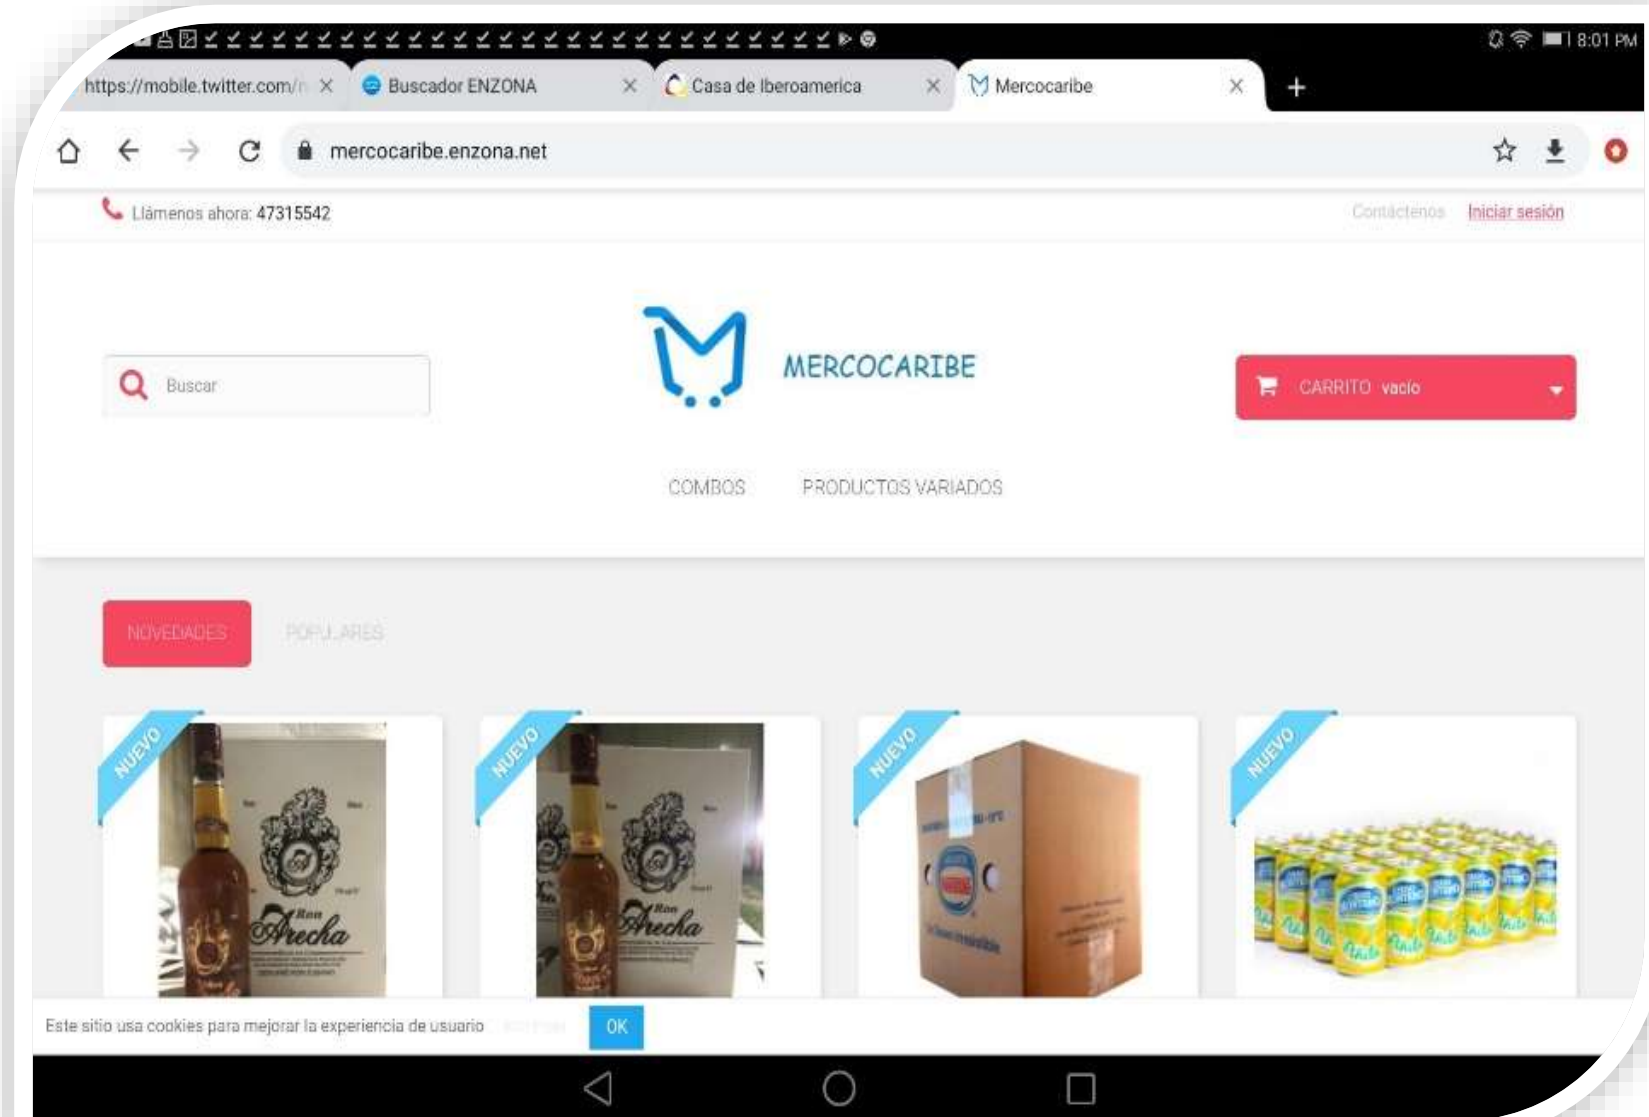 8:01 PM
https://mobile.twitter.com/n
Buscador ENZONA
Casa de Iberoamerica
Mercocaribe
mercocaribe.enzona.net
Llámenos ahora: 47315542
Contáctenos
Iniciar sesión
Buscar
MERCOCARIBE
CARRITO vacío
COMBOS
PRODUCTOS VARIADOS
NOVEDADES
POPULARES
NUEVO
NUEVO
NUEVO
NUEVO
Ron
Arecha
Ron
Arecha
Este sitio usa cookies para mejorar la experiencia de usuario
OK